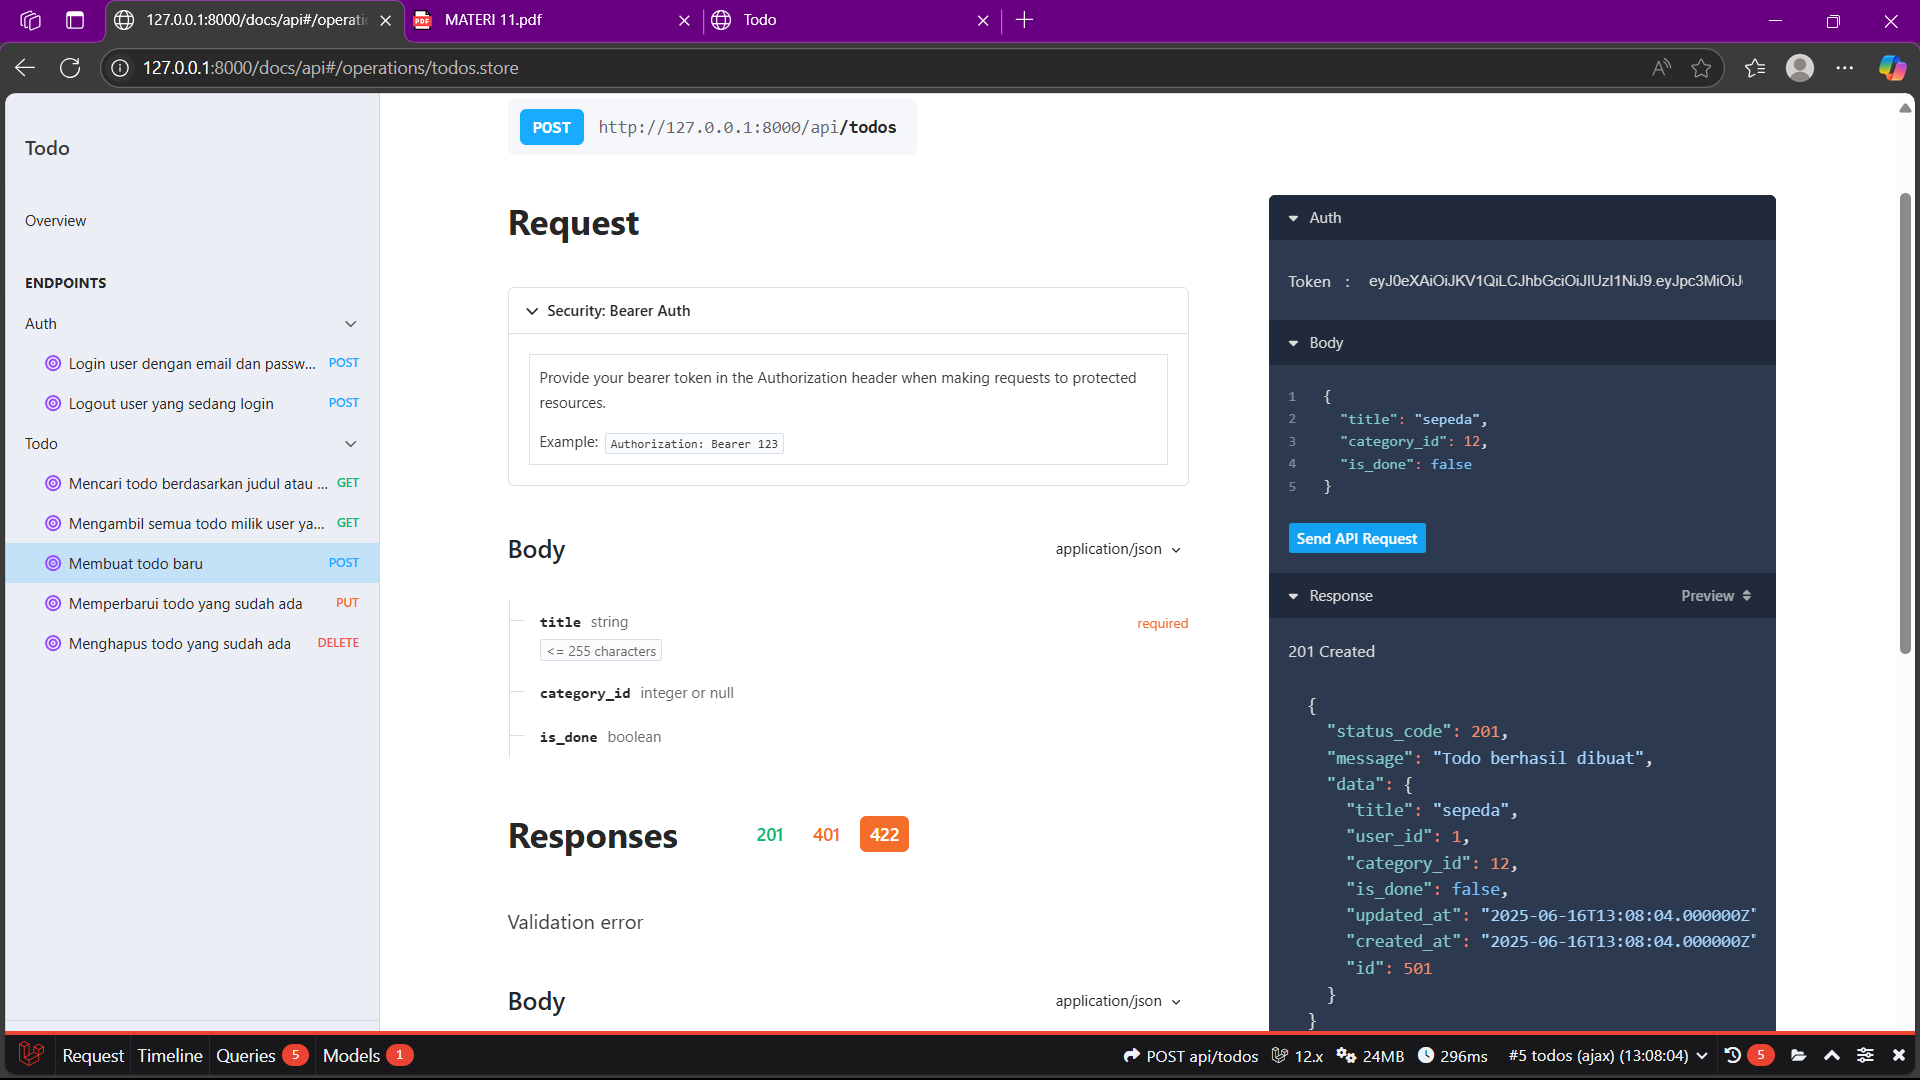 127.0.0.1:8000/docs/api#/operatio
MATERI 11.pdf
Todo
127.0.0.1:8000/docs/api#/operations/todos.store
Todo
Overview
ENDPOINTS
Auth
Login user dengan email dan passw... POST
Logout user yang sedang login POST
Todo
Mencari todo berdasarkan judul atau ... GET
Mengambil semua todo milik user ya... GET
Membuat todo baru POST
Memperbarui todo yang sudah ada PUT
Menghapus todo yang sudah ada DELETE
POST http://127.0.0.1:8000/api/todos
Request
Security: Bearer Auth
Provide your bearer token in the Authorization header when making requests to protected
resources.
Example: Authorization: Bearer 123
Body application/json
title string required
<= 255 characters
category_id integer or null
is_done boolean
Responses 201 401 422
Validation error
Body application/json
Auth
Token : eyJ0eXAiOiJKV1QiLCJhbGciOiJIUzI1NiJ9.eyJpc3MiOiJ
Body
1 {
2 "title": "sepeda",
3 "category_id": 12,
4 "is_done": false
5 }
Send API Request
Response Preview
201 Created
{
"status_code": 201,
"message": "Todo berhasil dibuat",
"data": {
"title": "sepeda",
"user_id": 1,
"category_id": 12,
"is_done": false,
"updated_at": "2025-06-16T13:08:04.000000Z"
"created_at": "2025-06-16T13:08:04.000000Z"
"id": 501
}
}
Request Timeline Queries 5 Models 1 POST api/todos 12.x 24MB 296ms #5 todos (ajax) (13:08:04) 5